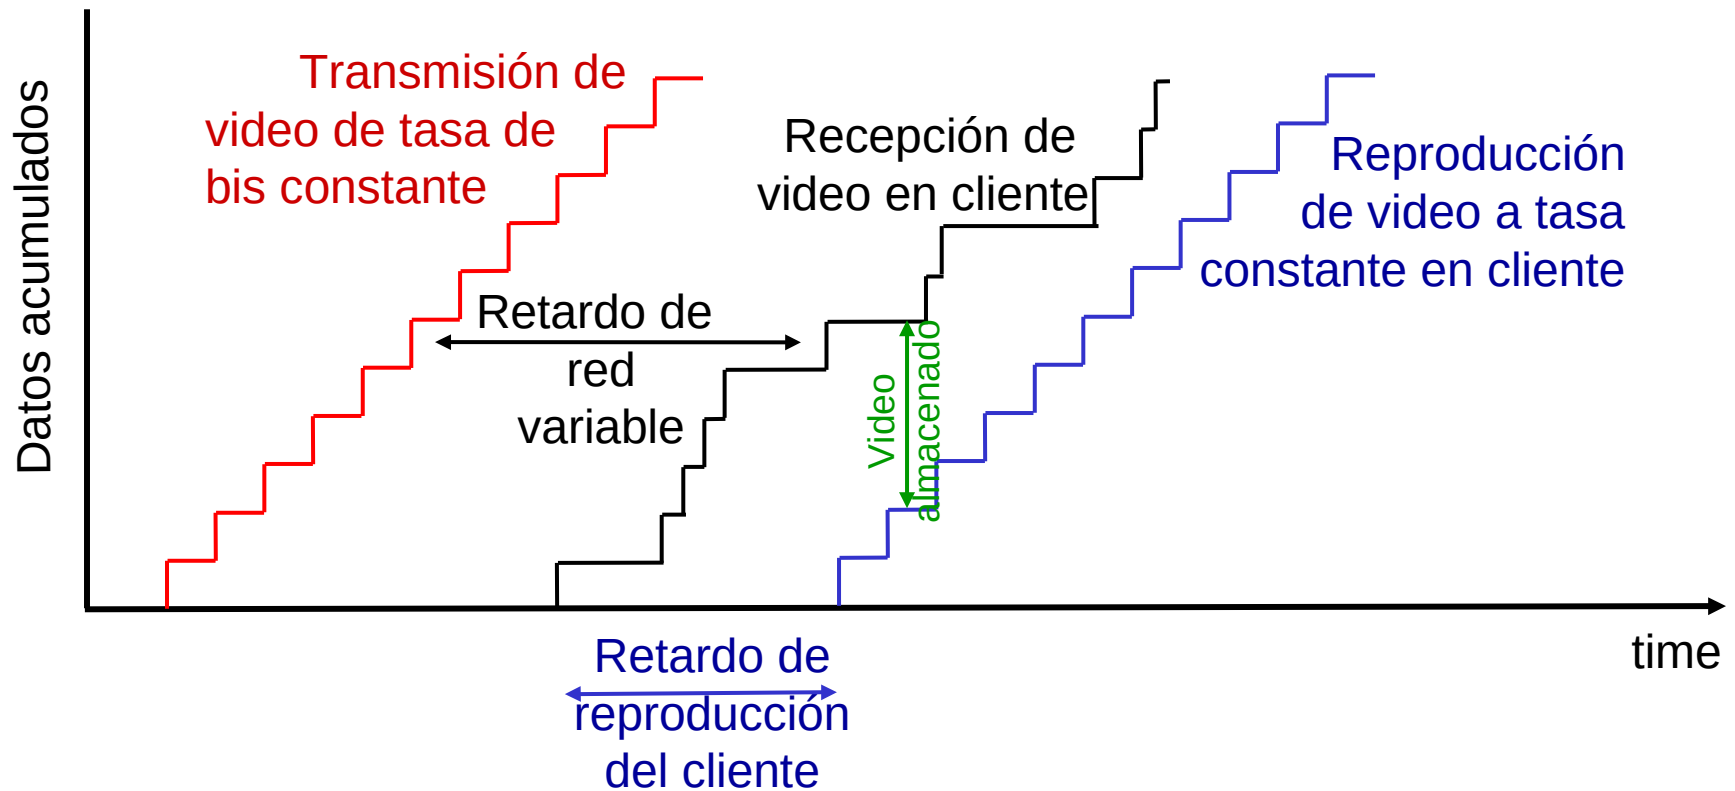 Datos acumulados
Transmisión de
video de tasa de
bis constante
Recepción de
video en cliente
Reproducción
de video a tasa
constante en cliente
Retardo de
red
variable
Video
almacenado
time
Retardo de
reproducción
del cliente